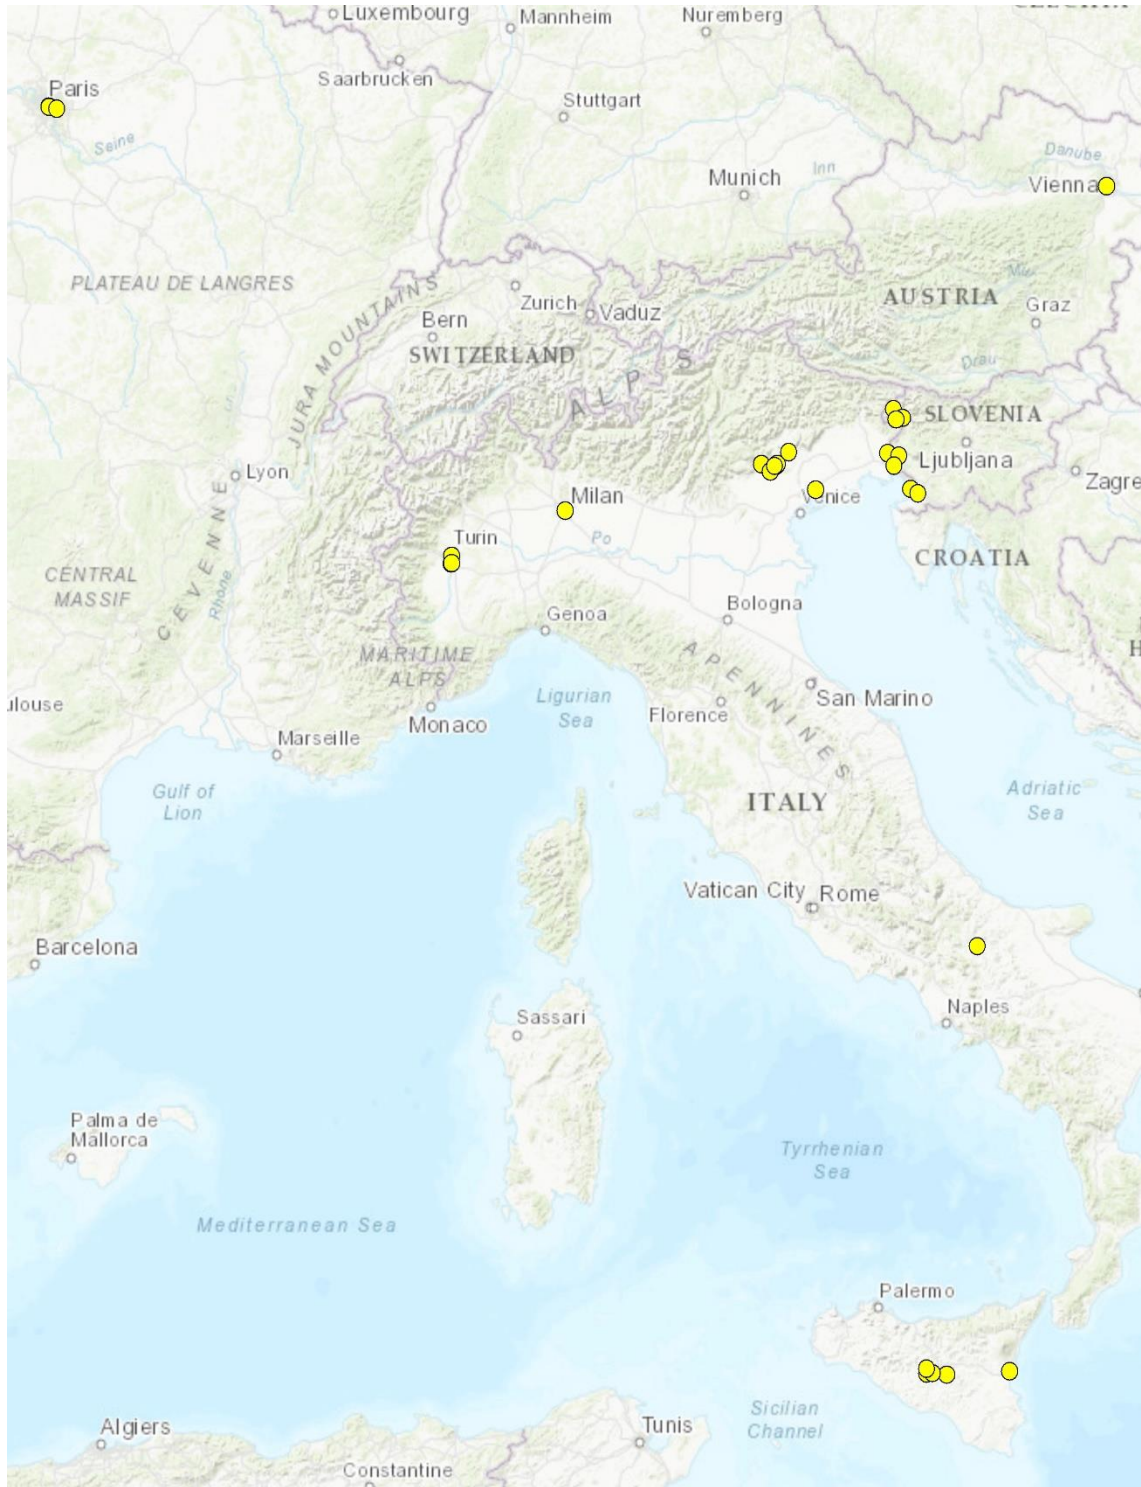 Luxembourg
Mannheim
Nuremberg
Saarbrucken
Paris
Stuttgart
Seine
Danube
Inn
Munich
Vienna
PLATEAU DE LANGRES
Mu
JURA MOUNTAINS
Zurich
Vaduz
AUSTRIA
Graz
Bern
SWITZERLAND
ALPS
Drau
SLOVENIA
Lyon
Ljubljana
Zagre
Milan
Venice
Turin
Po
CROATIA
CENTRAL
MASSIF
CEVENNE
Rhone
Genoa
Bologna
H
MARITIME
ALPS
APENNINES
Ligurian
Sea
San Marino
ulouse
Florence
Monaco
Marseille
Gulf of
Lion
Adriatic
Sea
ITALY
Vatican City
Rome
Barcelona
Naples
Sassari
Palma de
Mallorca
Tyrrhenian
Sea
Mediterranean Sea
Palermo
Sicilian
Channel
Algiers
Tunis
Constantine